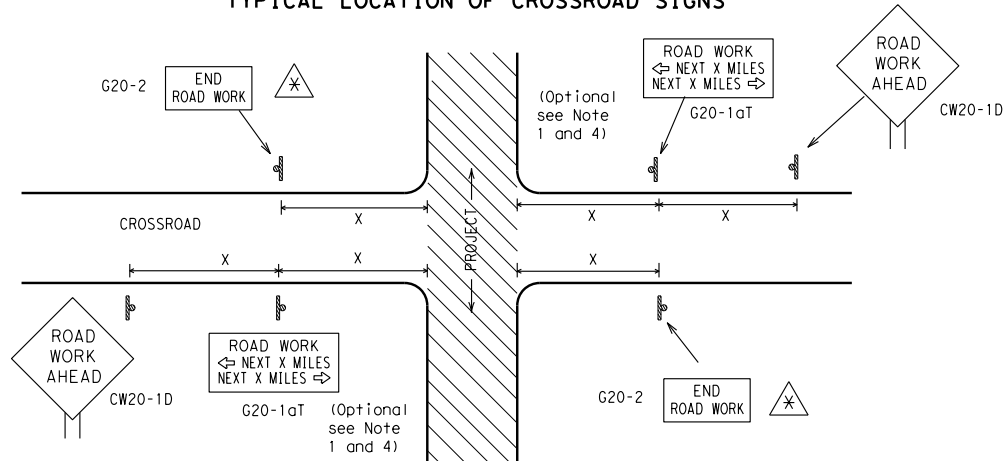 TYPICAL LOCATION OF CROSSROAD SIGNS
G20-2
END
ROAD WORK
*
(Optional
see Note
1 and 4)
ROAD WORK
⇦ NEXT X MILES
NEXT X MILES ⇨
G20-1aT
ROAD
WORK
AHEAD
CW20-1D
X
X
X
CROSSROAD
PROJECT
X
X
X
ROAD
WORK
AHEAD
CW20-1D
ROAD WORK
⇦ NEXT X MILES
NEXT X MILES ⇨
G20-1aT
(Optional
see Note
1 and 4)
G20-2
END
ROAD WORK
*